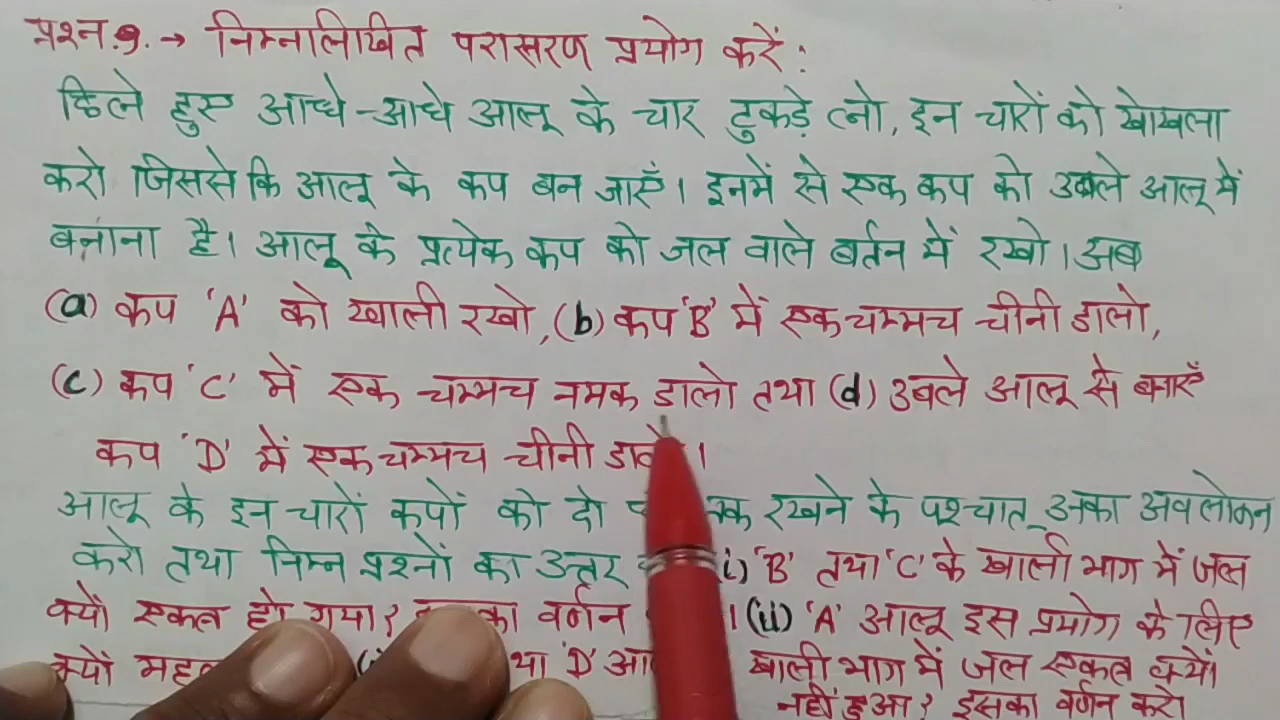 प्रश्न.9.→ निम्नलिखित परासरण प्रयोग करें:
छिले हुए आधे-आधे आलू के चार टुकड़े लो, इन चारों को खोखला
करो जिससे कि आलू के कप बन जाएँ। इनमें से एक कप को उबले आलू में
बनाना है। आलू के प्रत्येक कप को जल वाले बर्तन में रखो। अब
(a) कप 'A' को खाली रखो, (b) कप 'B' में एक चम्मच चीनी डालो,
(c) कप 'C' में एक चम्मच नमक डालो तथा (d) उबले आलू से बनाएँ
कप 'D' में एक चम्मच चीनी ।
आलू के इन चारों कपों को दो रखने के पश्चात् उनका अवलोकन
करो तथा निम्न प्रश्नों का उत्तर (i) 'B' तथा 'C' के खाली भाग में जल
क्यों एकत्र हो गया? वर्णन । (ii) 'A' आलू इस प्रयोग के लिए
क्यों 'D' खाली भाग में जल एकत्र क्यों
नहीं हुआ? इसका वर्णन करो